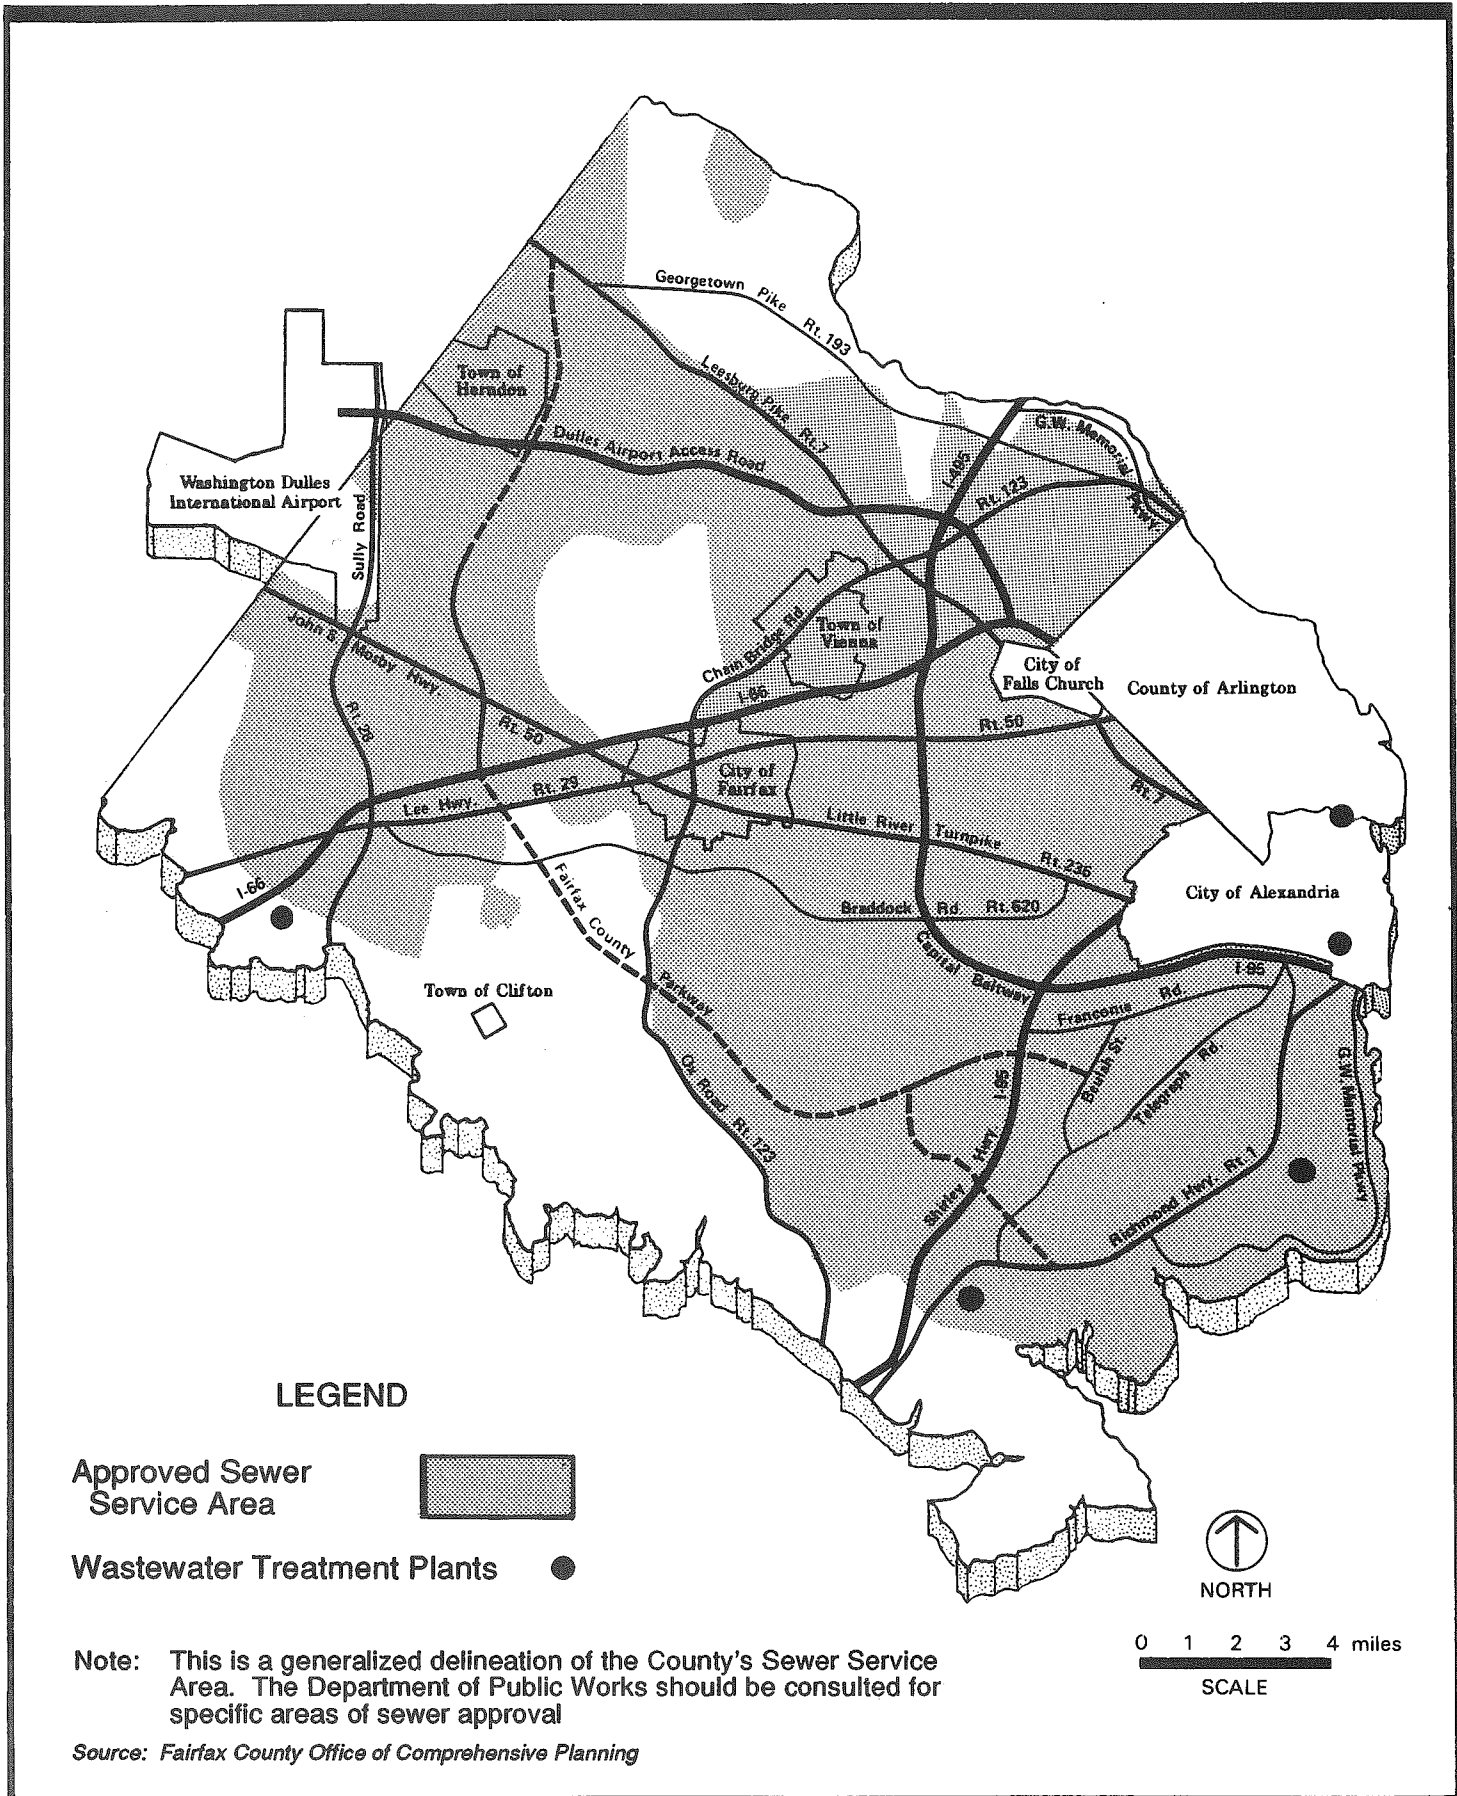 Georgetown Pike Rt. 193
Leesburg Pike Rt. 7
Town of
Herndon
Dulles Airport Access Road
G.W. Memorial
Pkwy.
I-495
Rt. 123
Washington Dulles
International Airport
Sully Road
John S. Mosby Hwy.
Chain Bridge Rd
Town of
Vienna
City of
Falls Church
County of Arlington
I-66
Rt. 28
Rt. 50
Rt. 50
City of
Fairfax
Lee Hwy.
Rt. 29
Rt. 7
Little River Turnpike
Rt. 236
I-66
Fairfax County Parkway
Braddock Rd Rt. 620
City of Alexandria
Capital Beltway
I-95
Town of Clifton
Franconia Rd.
Beulah St.
Telegraph Rd.
G.W. Memorial Pkwy
Ox Road Rt. 123
I-95
Shirley Hwy
Richmond Hwy. Rt. 1
LEGEND
Approved Sewer
Service Area
Wastewater Treatment Plants
NORTH
0 1 2 3 4 miles
SCALE
Note: This is a generalized delineation of the County's Sewer Service
Area. The Department of Public Works should be consulted for
specific areas of sewer approval
Source: Fairfax County Office of Comprehensive Planning